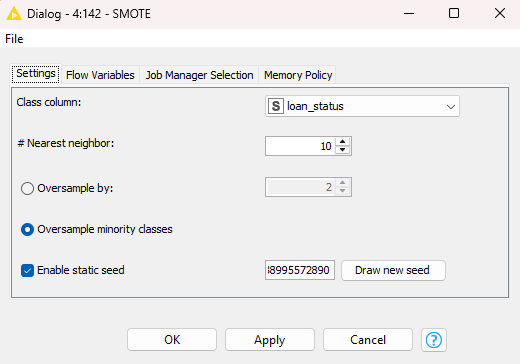 Dialog - 4:142 - SMOTE
File
Settings Flow Variables Job Manager Selection Memory Policy
Class column: S loan_status
# Nearest neighbor: 10
Oversample by: 2
Oversample minority classes
Enable static seed 8995572890 Draw new seed
OK Apply Cancel ?